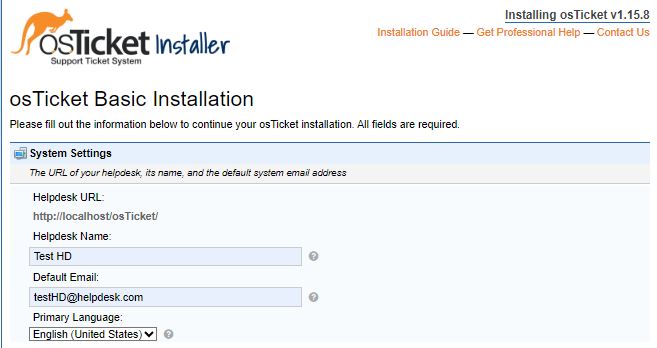 Installing osTicket v1.15.8
osTicket Installer
Support Ticket System
Installation Guide — Get Professional Help — Contact Us
osTicket Basic Installation
Please fill out the information below to continue your osTicket installation. All fields are required.
System Settings
The URL of your helpdesk, its name, and the default system email address
Helpdesk URL:
http://localhost/osTicket/
Helpdesk Name:
Test HD
?
Default Email:
testHD@helpdesk.com
?
Primary Language:
English (United States)
?